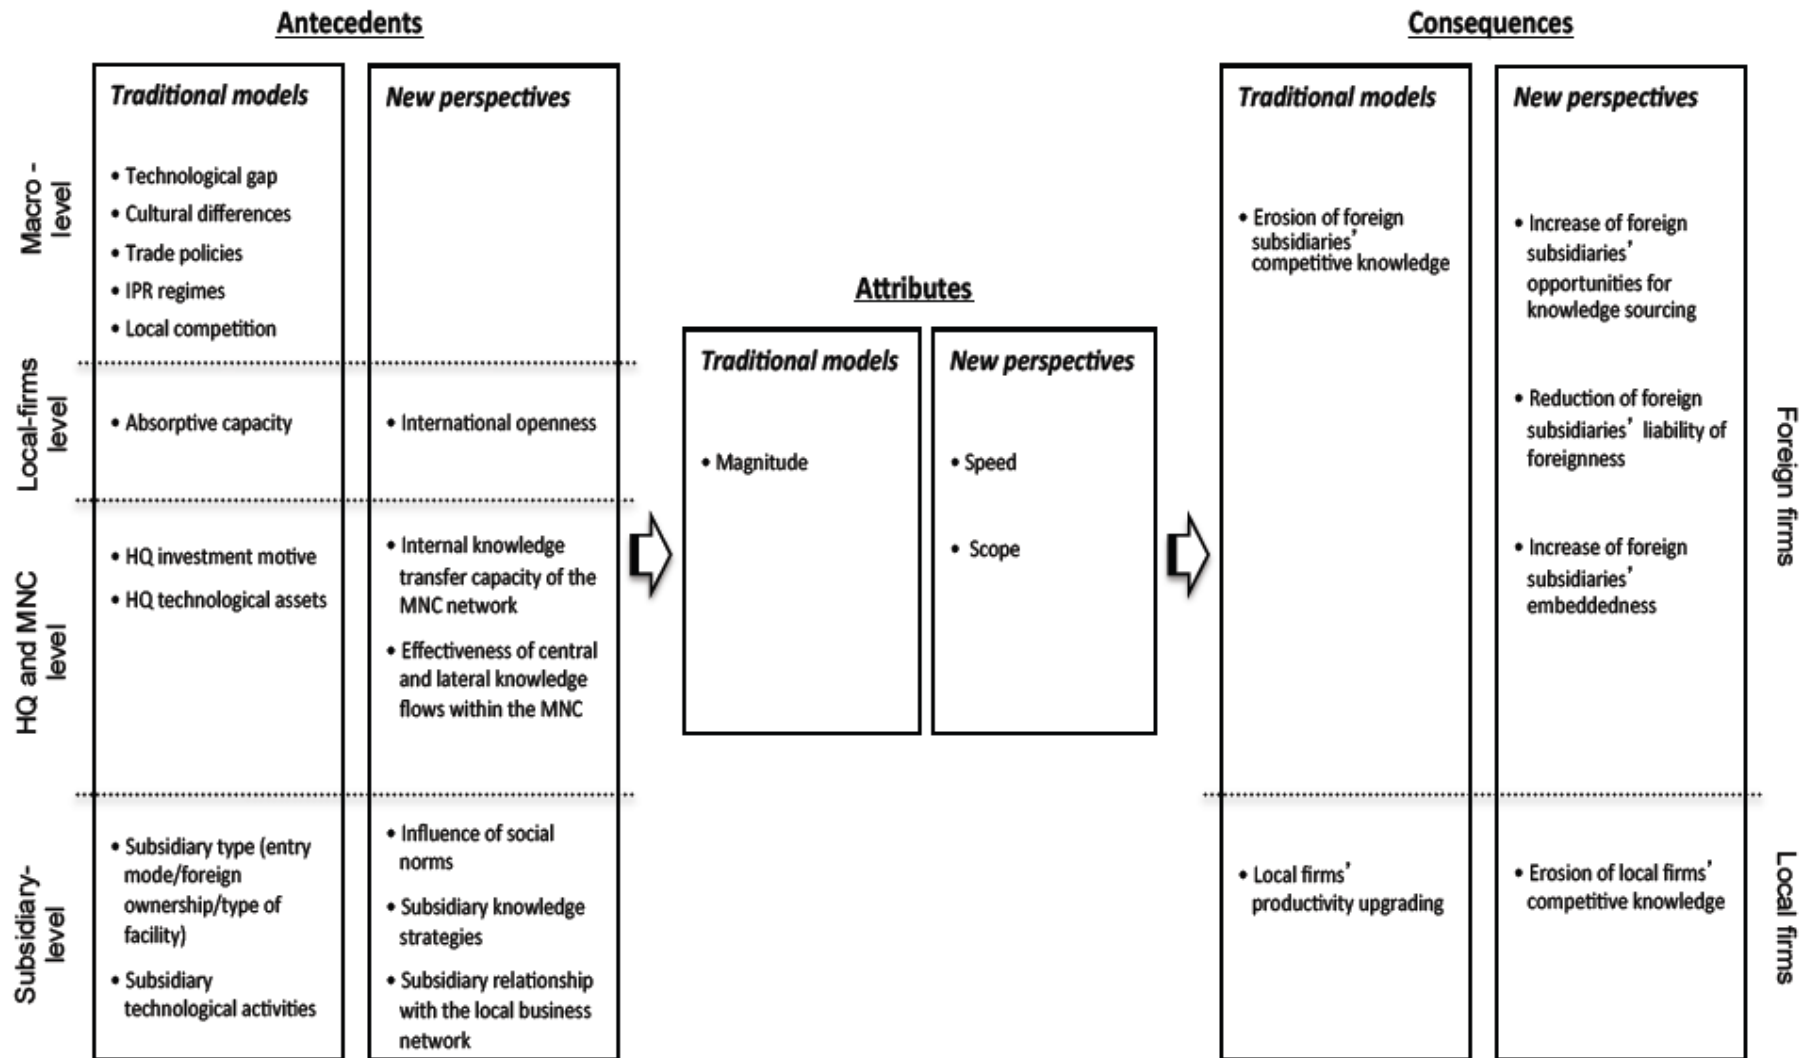 Antecedents
Macro -
level
Local-firms
level
HQ and MNC
level
Subsidiary-
level
Traditional models
• Technological gap
• Cultural differences
• Trade policies
• IPR regimes
• Local competition
• Absorptive capacity
• HQ investment motive
• HQ technological assets
• Subsidiary type (entry
mode/foreign
ownership/type of
facility)
• Subsidiary
technological activities
New perspectives
• International openness
• Internal knowledge
transfer capacity of the
MNC network
• Effectiveness of central
and lateral knowledge
flows within the MNC
• Influence of social
norms
• Subsidiary knowledge
strategies
• Subsidiary relationship
with the local business
network
Attributes
Traditional models
• Magnitude
New perspectives
• Speed
• Scope
Consequences
Traditional models
• Erosion of foreign
subsidiaries’
competitive knowledge
• Local firms’
productivity upgrading
New perspectives
• Increase of foreign
subsidiaries’
opportunities for
knowledge sourcing
• Reduction of foreign
subsidiaries’ liability of
foreignness
• Increase of foreign
subsidiaries’
embeddedness
• Erosion of local firms’
competitive knowledge
Foreign firms
Local firms